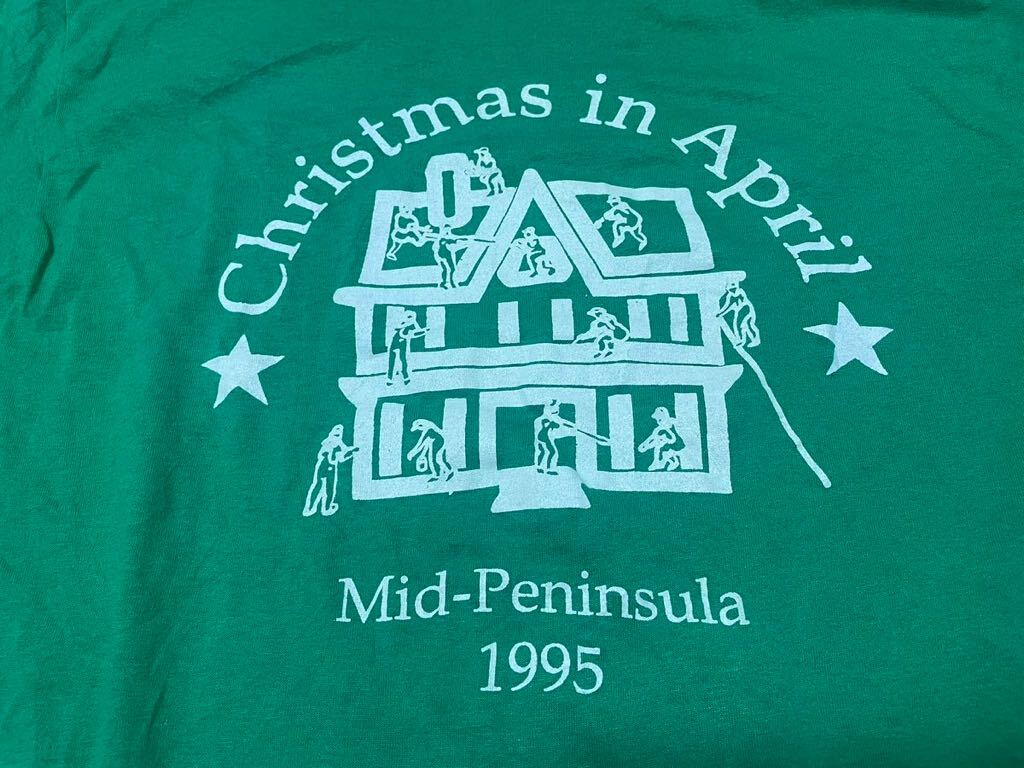 Christmas in April
Mid-Peninsula
1995